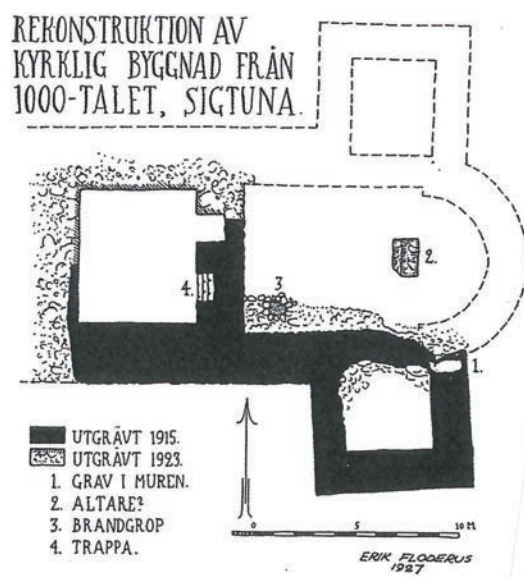 REKONSTRUKTION AV
KYRKLIG BYGGNAD FRÅN
1000-TALET, SIGTUNA.
2.
3
4.
1.
UTGRÄVT 1915.
UTGRÄVT 1923.
1. GRAV I MUREN.
2. ALTARE?
3. BRANDGROP
4. TRAPPA.
0 5 10 M
ERIK FLODERUS
1927